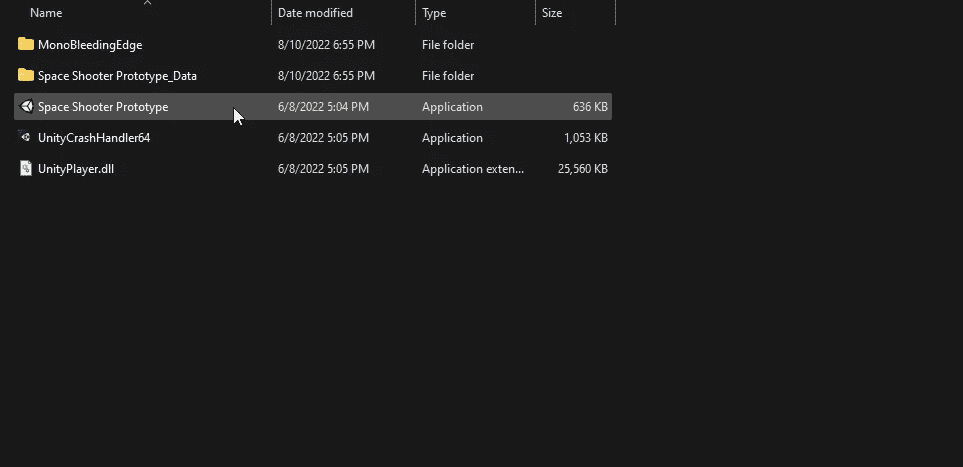 Name Date modified Type Size
MonoBleedingEdge 8/10/2022 6:55 PM File folder
Space Shooter Prototype_Data 8/10/2022 6:55 PM File folder
Space Shooter Prototype 6/8/2022 5:04 PM Application 636 KB
UnityCrashHandler64 6/8/2022 5:05 PM Application 1,053 KB
UnityPlayer.dll 6/8/2022 5:05 PM Application exten... 25,560 KB